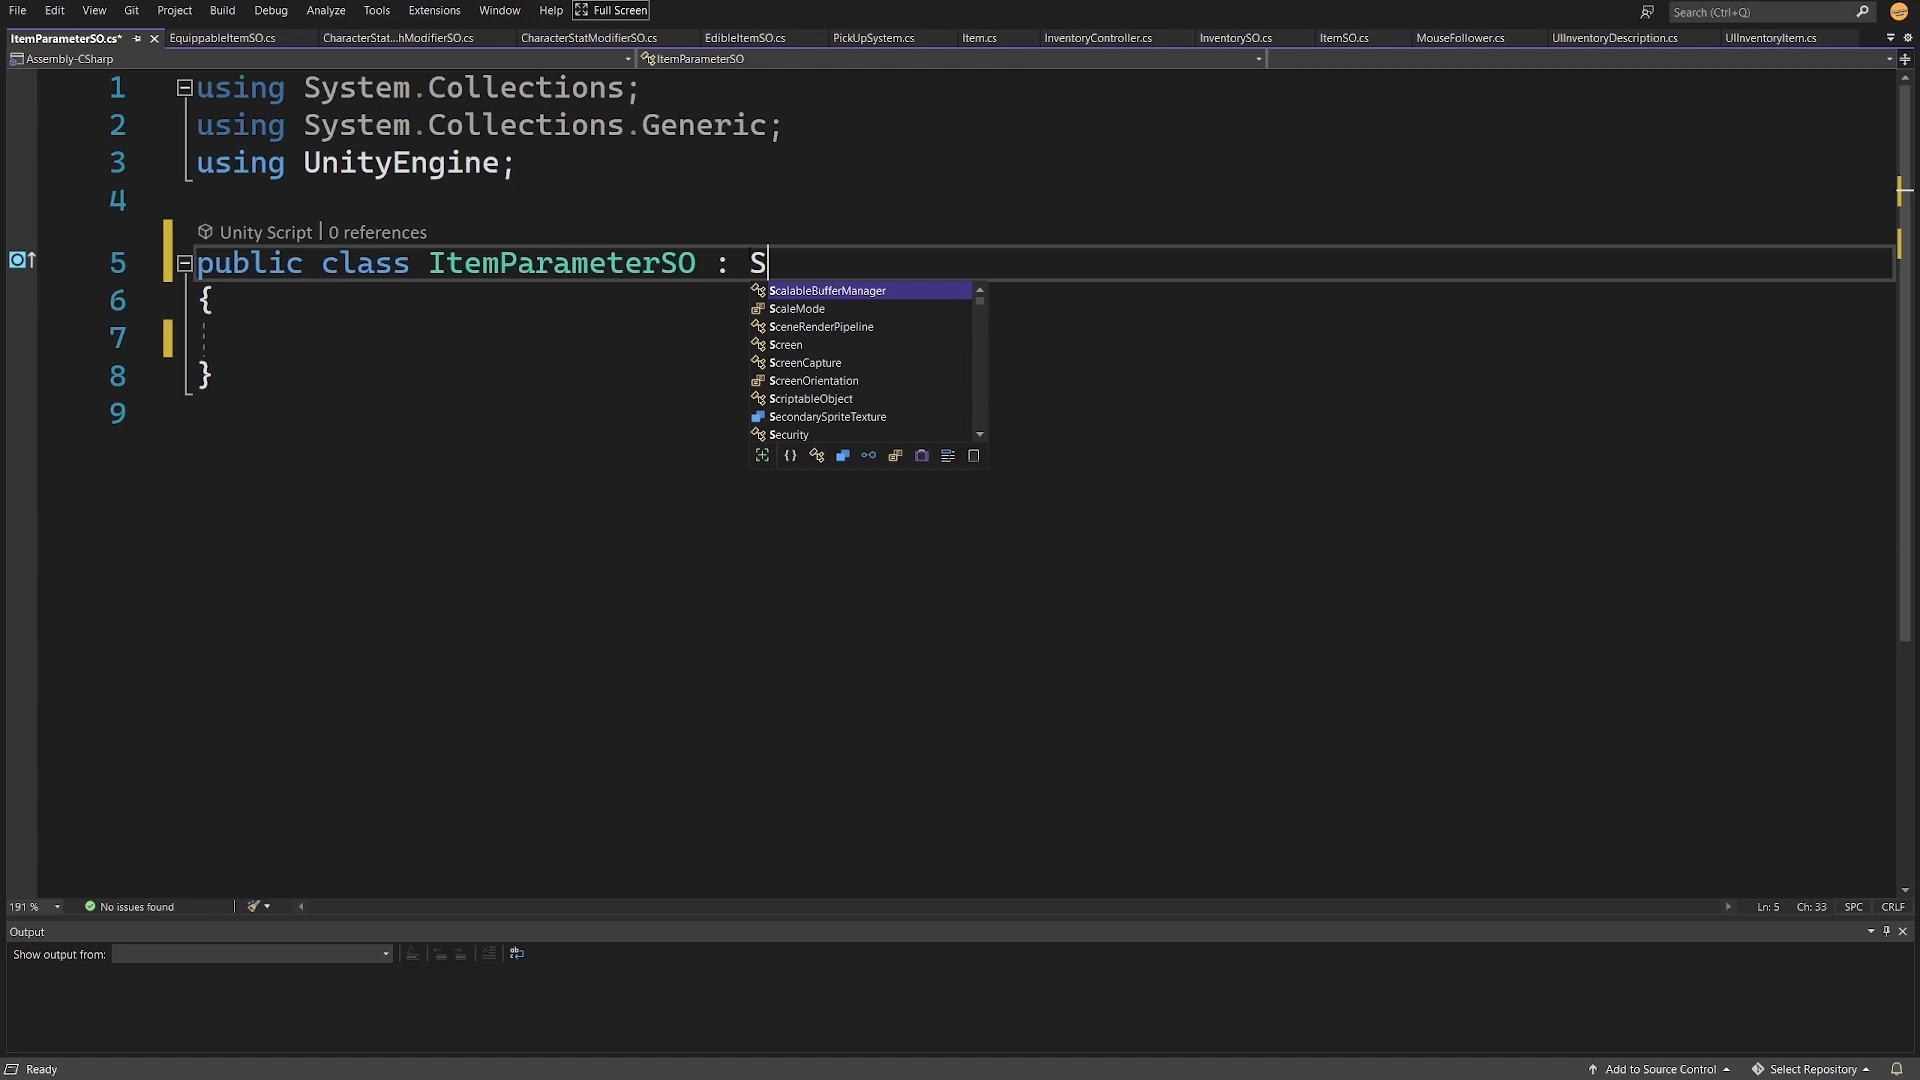 File Edit View Git Project Build Debug Analyze Tools Extensions Window Help Full Screen Search (Ctrl+Q)
ItemParameterSO.cs* EquippableItemSO.cs CharacterStat...hModifierSO.cs CharacterStatModifierSO.cs EdibleItemSO.cs PickUpSystem.cs Item.cs InventoryController.cs InventorySO.cs ItemSO.cs MouseFollower.cs UIInventoryDescription.cs UIInventoryItem.cs
Assembly-CSharp ItemParameterSO
1 using System.Collections;
2 using System.Collections.Generic;
3 using UnityEngine;
4
Unity Script | 0 references
5 public class ItemParameterSO : S
6 {
7
8 }
9
ScalableBufferManager
ScaleMode
SceneRenderPipeline
Screen
ScreenCapture
ScreenOrientation
ScriptableObject
SecondarySpriteTexture
Security
191 % No issues found Ln: 5 Ch: 33 SPC CRLF
Output
Show output from:
Ready Add to Source Control Select Repository